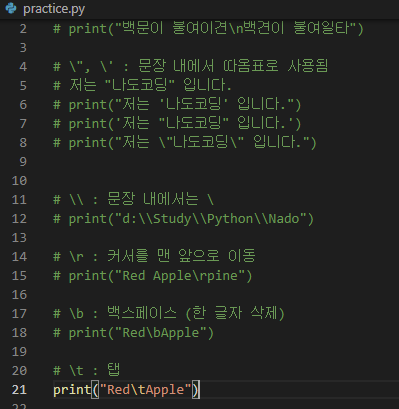 practice.py
2 # print("백문이 불여이견\n백견이 불여일타")
3
4 # \", \' : 문장 내에서 따옴표로 사용됨
5 # 저는 "나도코딩" 입니다.
6 # print("저는 '나도코딩' 입니다.")
7 # print('저는 "나도코딩" 입니다.')
8 # print("저는 \"나도코딩\" 입니다.")
9
10
11 # \\ : 문장 내에서는 \
12 # print("d:\\Study\\Python\\Nado")
13
14 # \r : 커서를 맨 앞으로 이동
15 # print("Red Apple\rpine")
16
17 # \b : 백스페이스 (한 글자 삭제)
18 # print("Red\bApple")
19
20 # \t : 탭
21 print("Red\tApple")